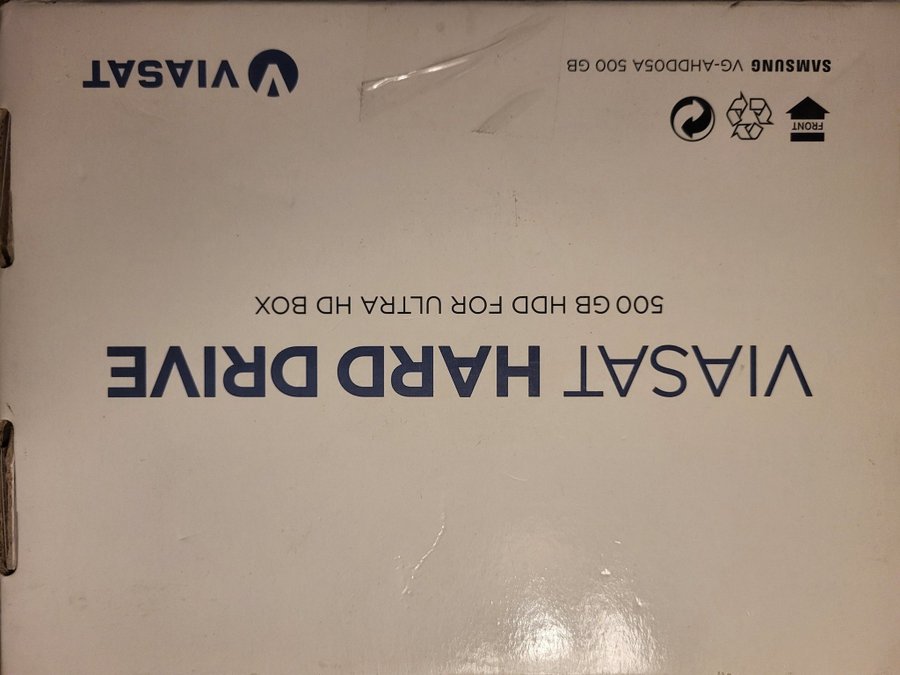 VIASAT HARD DRIVE
500 GB HDD FOR ULTRA HD BOX
FRONT
SAMSUNG VG-AHDD05A 500 GB
VIASAT